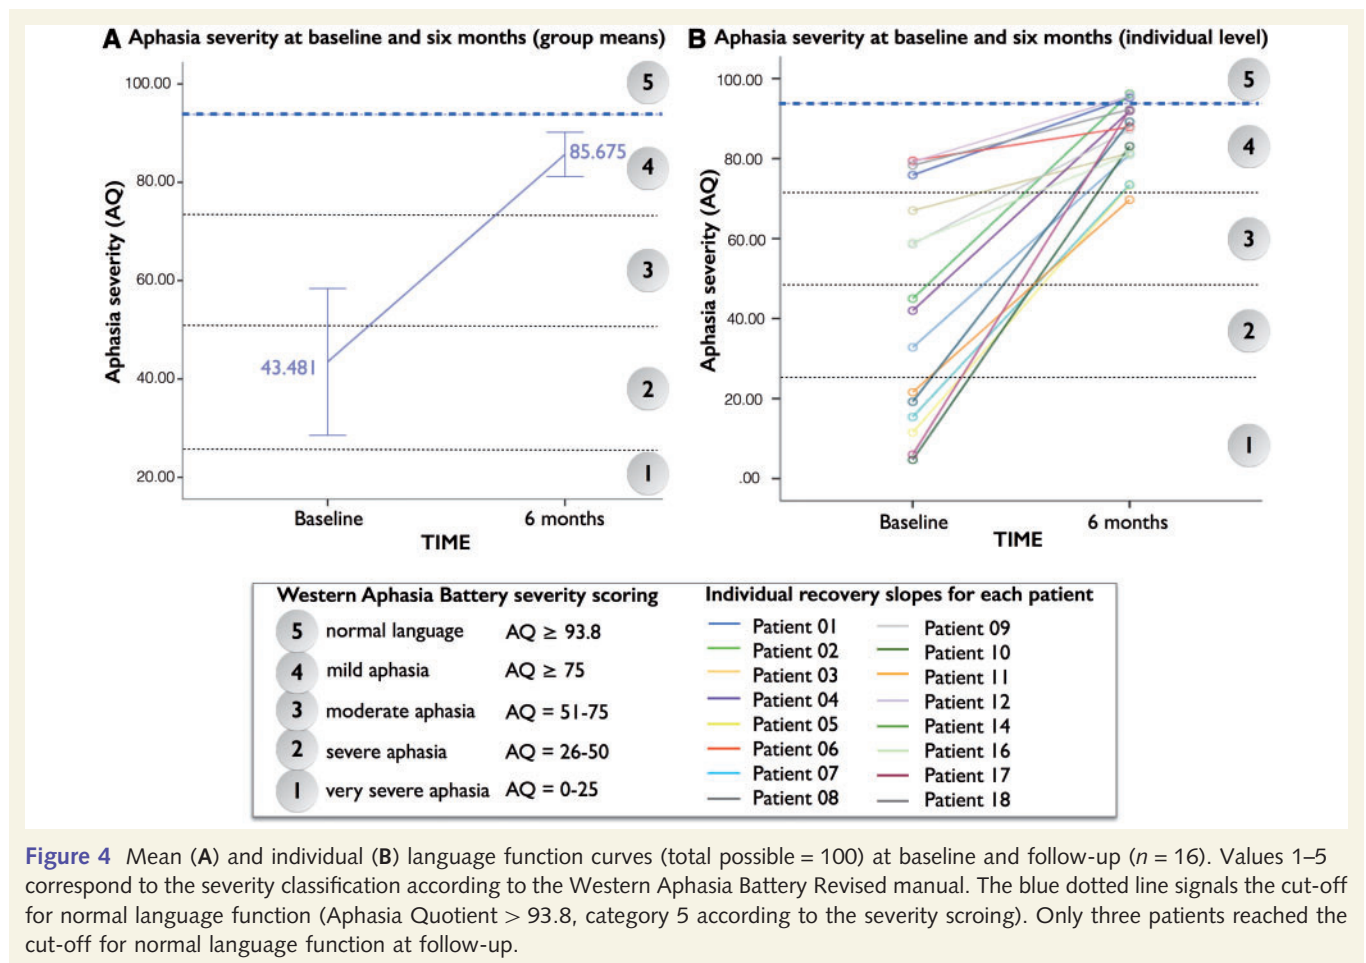 A Aphasia severity at baseline and six months (group means)
100.00
80.00
60.00
40.00
20.00
Aphasia severity (AQ)
43.481
85.675
5
4
3
2
1
Baseline
6 months
TIME
B Aphasia severity at baseline and six months (individual level)
100.00
80.00
60.00
40.00
20.00
.00
Aphasia severity (AQ)
5
4
3
2
1
Baseline
6 months
TIME
Western Aphasia Battery severity scoring
5 normal language AQ ≥ 93.8
4 mild aphasia AQ ≥ 75
3 moderate aphasia AQ = 51-75
2 severe aphasia AQ = 26-50
1 very severe aphasia AQ = 0-25
Individual recovery slopes for each patient
Patient 01
Patient 02
Patient 03
Patient 04
Patient 05
Patient 06
Patient 07
Patient 08
Patient 09
Patient 10
Patient 11
Patient 12
Patient 14
Patient 16
Patient 17
Patient 18
Figure 4 Mean (A) and individual (B) language function curves (total possible = 100) at baseline and follow-up (n = 16). Values 1–5
correspond to the severity classification according to the Western Aphasia Battery Revised manual. The blue dotted line signals the cut-off
for normal language function (Aphasia Quotient > 93.8, category 5 according to the severity scroing). Only three patients reached the
cut-off for normal language function at follow-up.